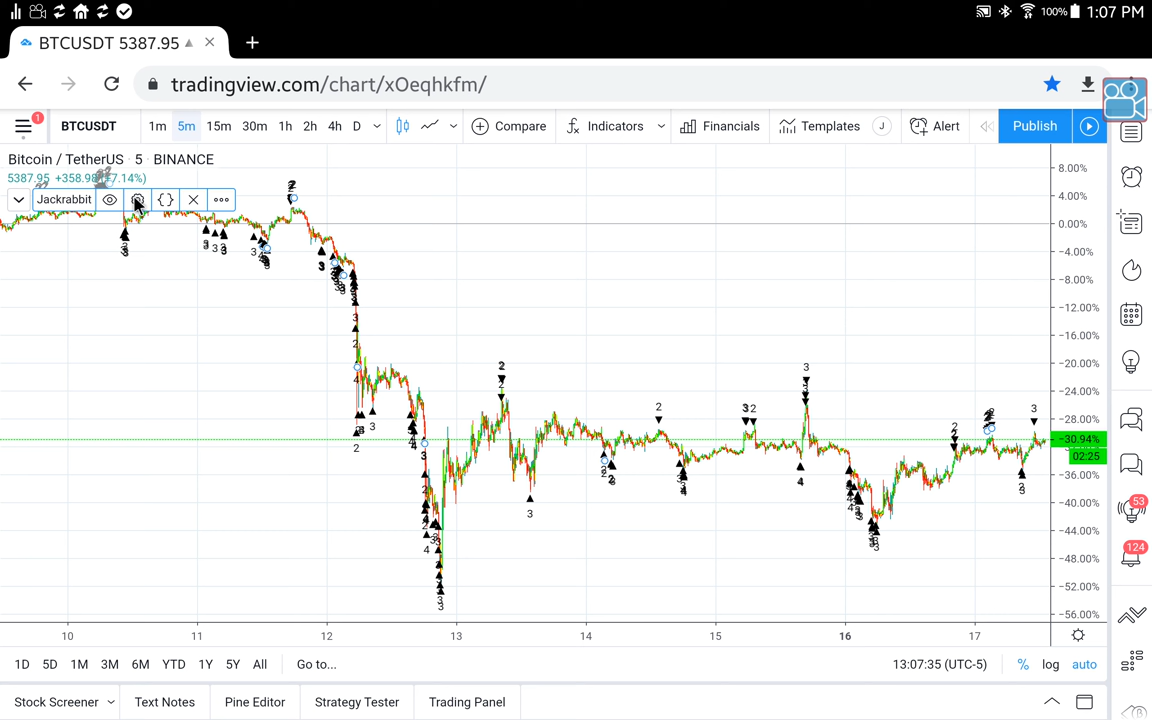 100% 1:07 PM
BTCUSDT 5387.95
tradingview.com/chart/xOeqhkfm/
1
BTCUSDT 1m 5m 15m 30m 1h 2h 4h D Compare Indicators Financials Templates J Alert Publish
Bitcoin / TetherUS · 5 · BINANCE
5387.95
Jackrabbit
8.00%
4.00%
0.00%
−4.00%
−8.00%
−12.00%
−16.00%
−20.00%
−24.00%
−28.00%
−30.94%
02:25
−36.00%
−40.00%
−44.00%
−48.00%
−52.00%
−56.00%
53
124
10 11 12 13 14 15 16 17
1D 5D 1M 3M 6M YTD 1Y 5Y All Go to... 13:07:35 (UTC-5) % log auto
Stock Screener Text Notes Pine Editor Strategy Tester Trading Panel